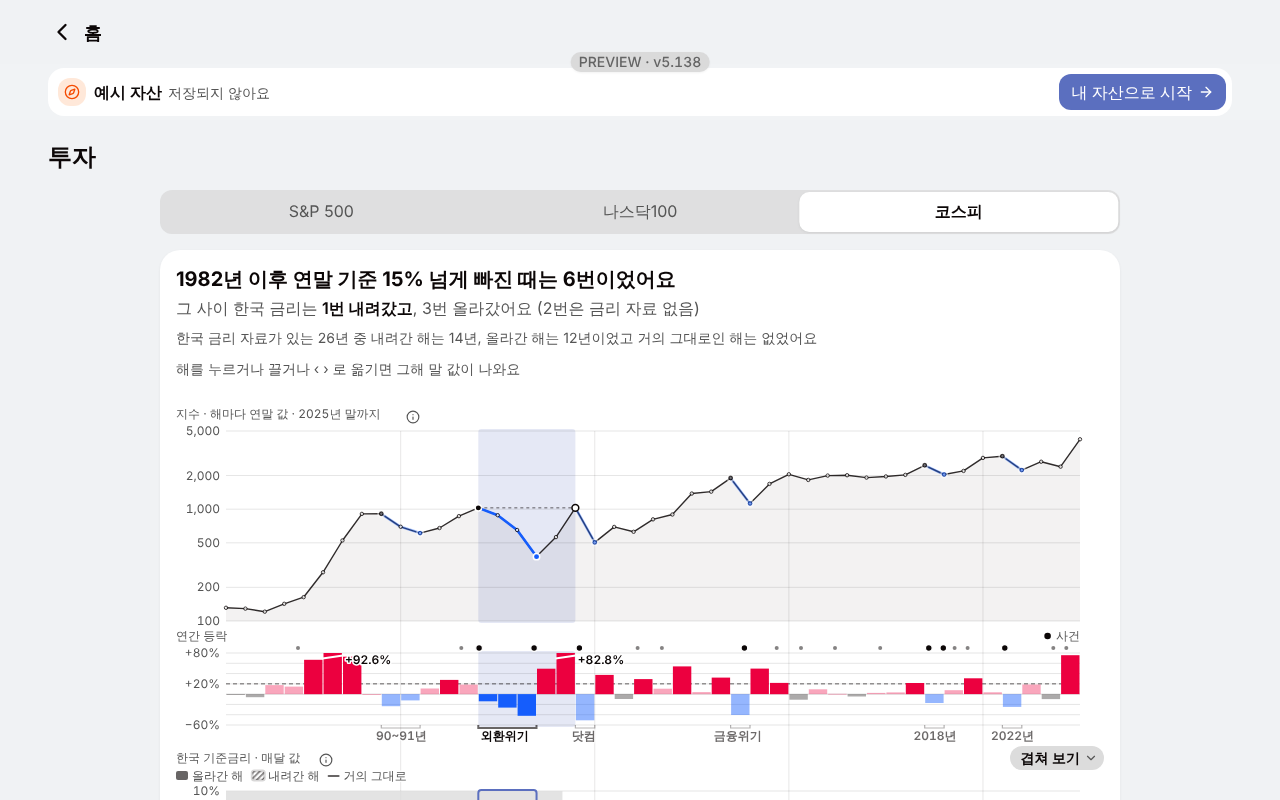 홈
PREVIEW · v5.138
예시 자산 저장되지 않아요
내 자산으로 시작 →
투자
S&P 500
나스닥100
코스피
1982년 이후 연말 기준 15% 넘게 빠진 때는 6번이었어요
그 사이 한국 금리는 1번 내려갔고, 3번 올라갔어요 (2번은 금리 자료 없음)
한국 금리 자료가 있는 26년 중 내려간 해는 14년, 올라간 해는 12년이었고 거의 그대로인 해는 없었어요
해를 누르거나 끌거나 ‹ › 로 옮기면 그해 말 값이 나와요
지수 · 해마다 연말 값 · 2025년 말까지
5,000
2,000
1,000
500
200
100
연간 등락
사건
+80%
+92.6%
+82.8%
+20%
−60%
90~91년
외환위기
닷컴
금융위기
2018년
2022년
한국 기준금리 · 매달 값
겹쳐 보기
올라간 해 내려간 해 거의 그대로
10%